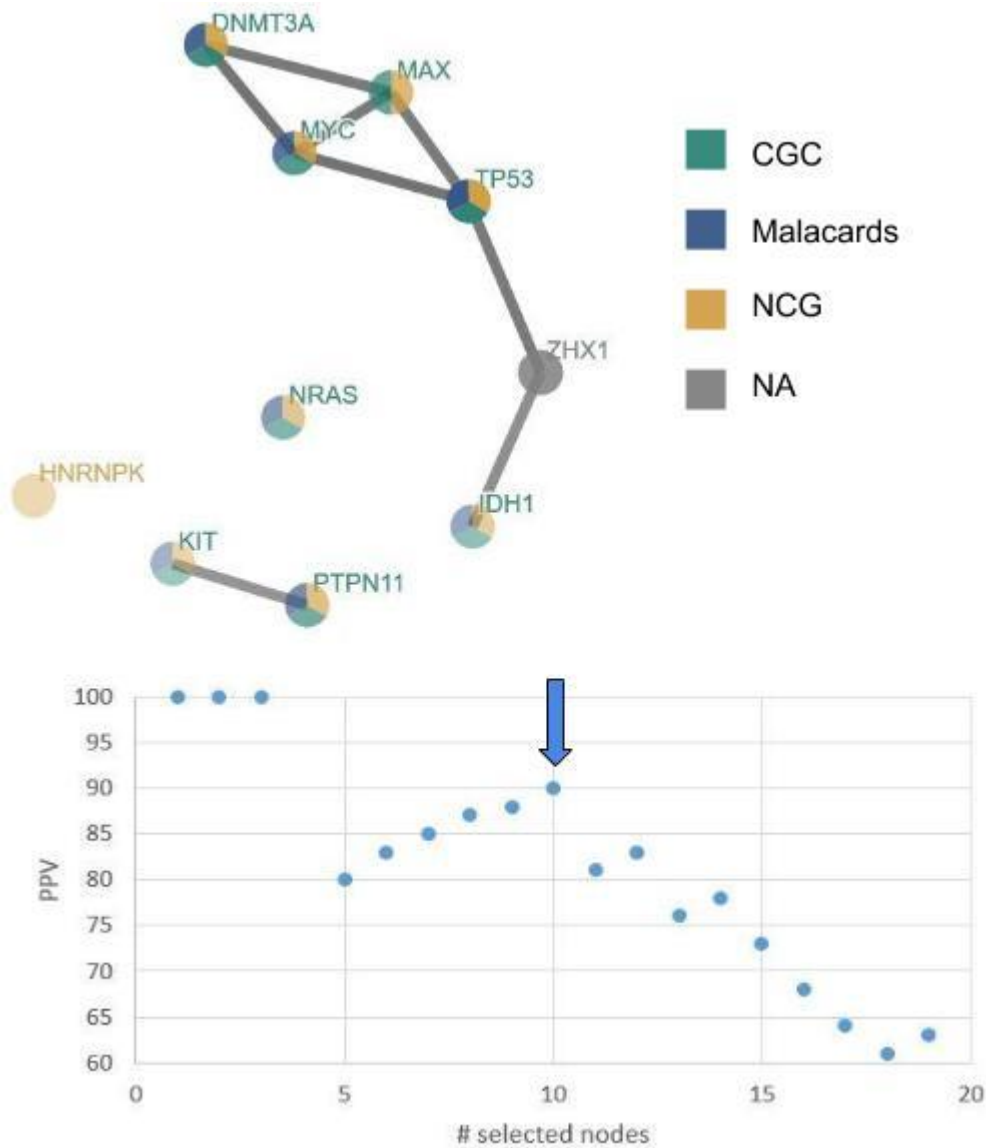 DNMT3A
MAX
MYC
TP53
ZHX1
NRAS
HNRNPK
IDH1
KIT
PTPN11
CGC
Malacards
NCG
NA
100
95
90
85
80
75
70
65
60
PPV
0 5 10 15 20
# selected nodes